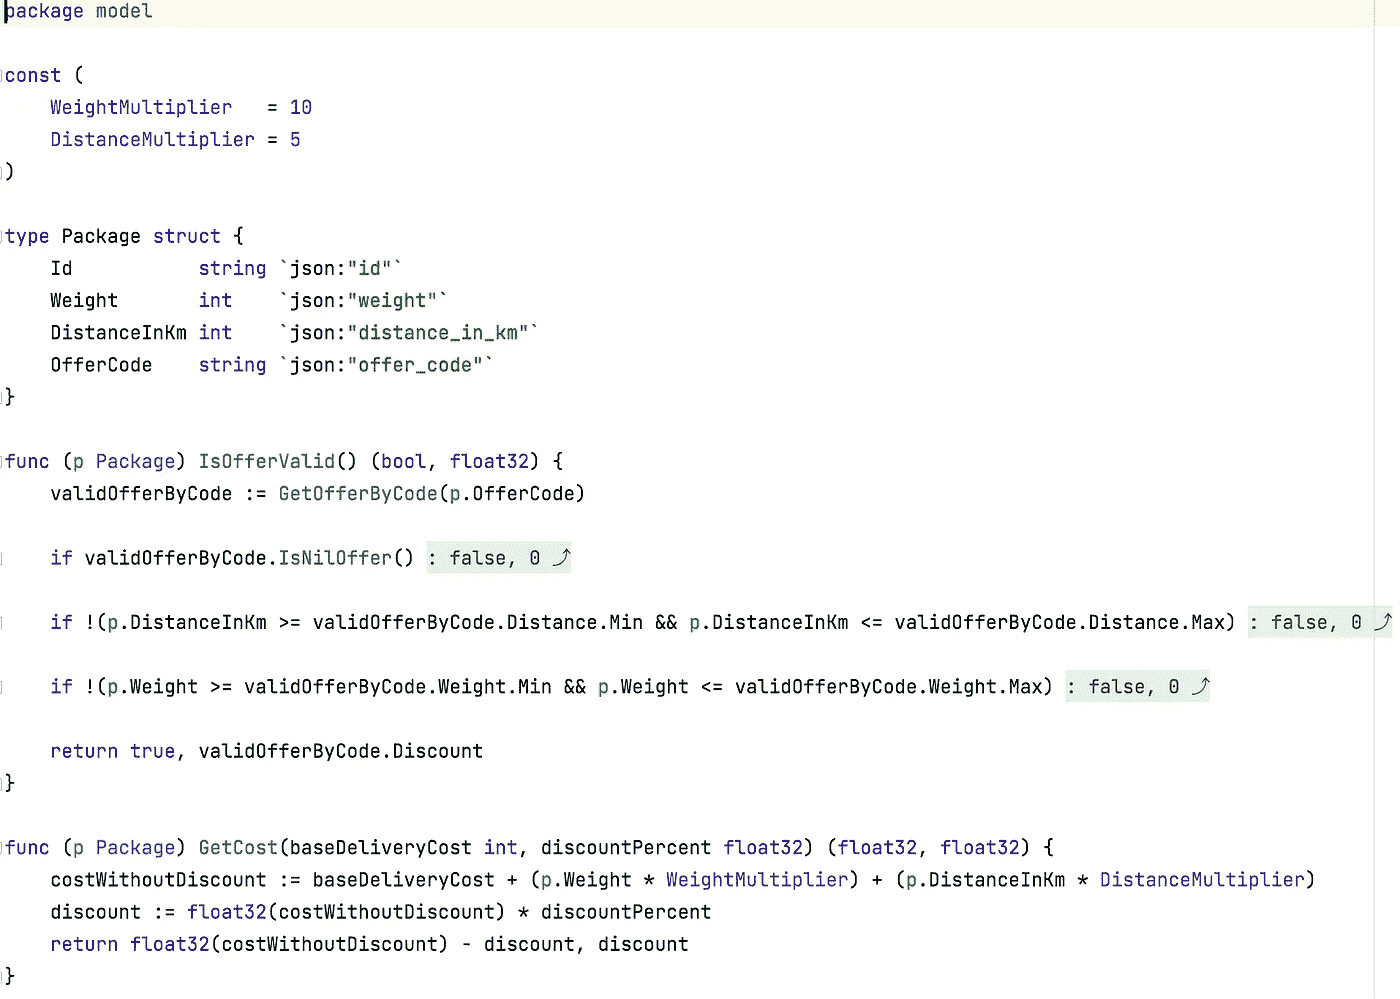 package model
const (
    WeightMultiplier   = 10
    DistanceMultiplier = 5
)
type Package struct {
    Id           string `json:"id"`
    Weight       int    `json:"weight"`
    DistanceInKm int    `json:"distance_in_km"`
    OfferCode    string `json:"offer_code"`
}
func (p Package) IsOfferValid() (bool, float32) {
    validOfferByCode := GetOfferByCode(p.OfferCode)
    if validOfferByCode.IsNilOffer() : false, 0 ⤴
    if !(p.DistanceInKm >= validOfferByCode.Distance.Min && p.DistanceInKm <= validOfferByCode.Distance.Max) : false, 0 ⤴
    if !(p.Weight >= validOfferByCode.Weight.Min && p.Weight <= validOfferByCode.Weight.Max) : false, 0 ⤴
    return true, validOfferByCode.Discount
}
func (p Package) GetCost(baseDeliveryCost int, discountPercent float32) (float32, float32) {
    costWithoutDiscount := baseDeliveryCost + (p.Weight * WeightMultiplier) + (p.DistanceInKm * DistanceMultiplier)
    discount := float32(costWithoutDiscount) * discountPercent
    return float32(costWithoutDiscount) - discount, discount
}